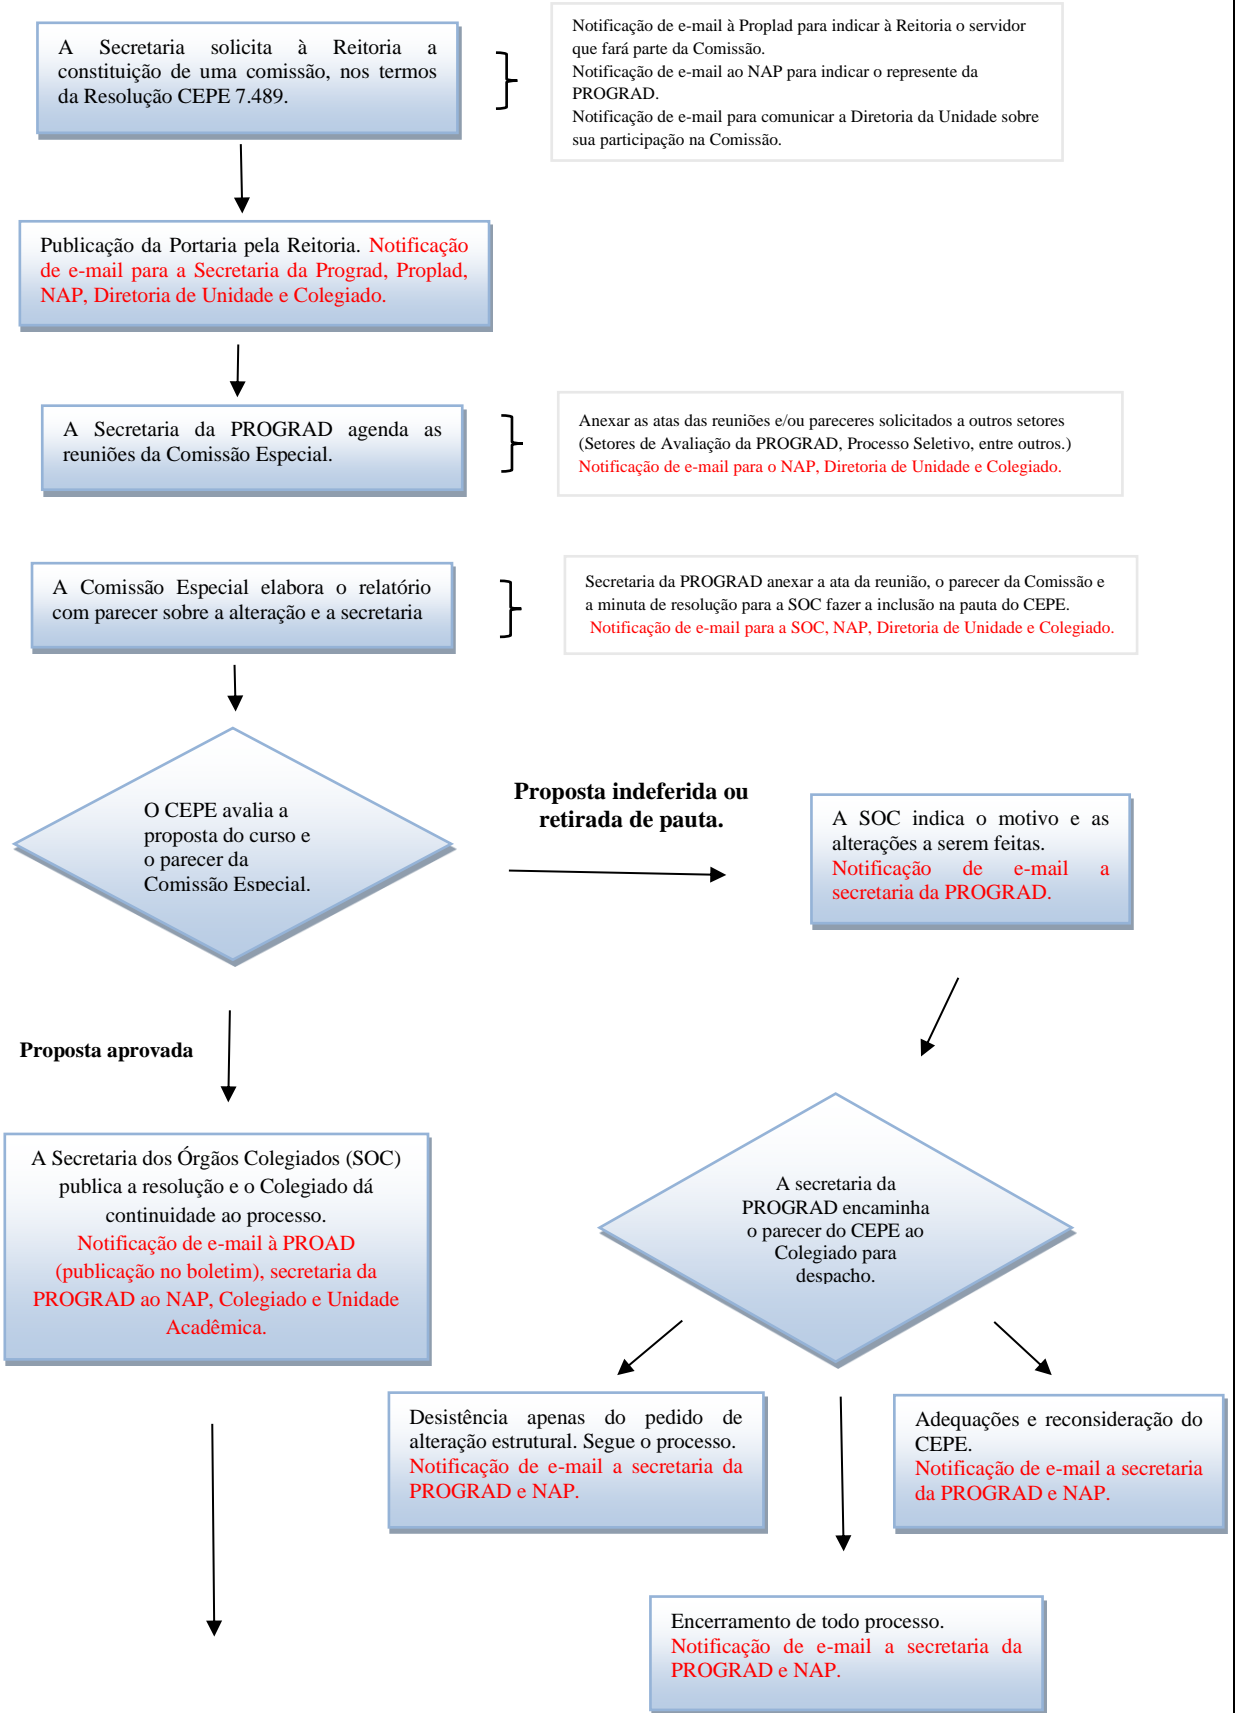 A Secretaria solicita à Reitoria a
constituição de uma comissão, nos termos
da Resolução CEPE 7.489.
Notificação de e-mail à Proplad para indicar à Reitoria o servidor
que fará parte da Comissão.
Notificação de e-mail ao NAP para indicar o represente da
PROGRAD.
Notificação de e-mail para comunicar a Diretoria da Unidade sobre
sua participação na Comissão.
Publicação da Portaria pela Reitoria. Notificação
de e-mail para a Secretaria da Prograd, Proplad,
NAP, Diretoria de Unidade e Colegiado.
A Secretaria da PROGRAD agenda as
reuniões da Comissão Especial.
Anexar as atas das reuniões e/ou pareceres solicitados a outros setores
(Setores de Avaliação da PROGRAD, Processo Seletivo, entre outros.)
Notificação de e-mail para o NAP, Diretoria de Unidade e Colegiado.
A Comissão Especial elabora o relatório
com parecer sobre a alteração e a secretaria
Secretaria da PROGRAD anexar a ata da reunião, o parecer da Comissão e
a minuta de resolução para a SOC fazer a inclusão na pauta do CEPE.
Notificação de e-mail para a SOC, NAP, Diretoria de Unidade e Colegiado.
O CEPE avalia a
proposta do curso e
o parecer da
Comissão Especial.
Proposta indeferida ou
retirada de pauta.
A SOC indica o motivo e as
alterações a serem feitas.
Notificação de e-mail a
secretaria da PROGRAD.
Proposta aprovada
A Secretaria dos Órgãos Colegiados (SOC)
publica a resolução e o Colegiado dá
continuidade ao processo.
Notificação de e-mail à PROAD
(publicação no boletim), secretaria da
PROGRAD ao NAP, Colegiado e Unidade
Acadêmica.
A secretaria da
PROGRAD encaminha
o parecer do CEPE ao
Colegiado para
despacho.
Desistência apenas do pedido de
alteração estrutural. Segue o processo.
Notificação de e-mail a secretaria da
PROGRAD e NAP.
Adequações e reconsideração do
CEPE.
Notificação de e-mail a secretaria
da PROGRAD e NAP.
Encerramento de todo processo.
Notificação de e-mail a secretaria da
PROGRAD e NAP.